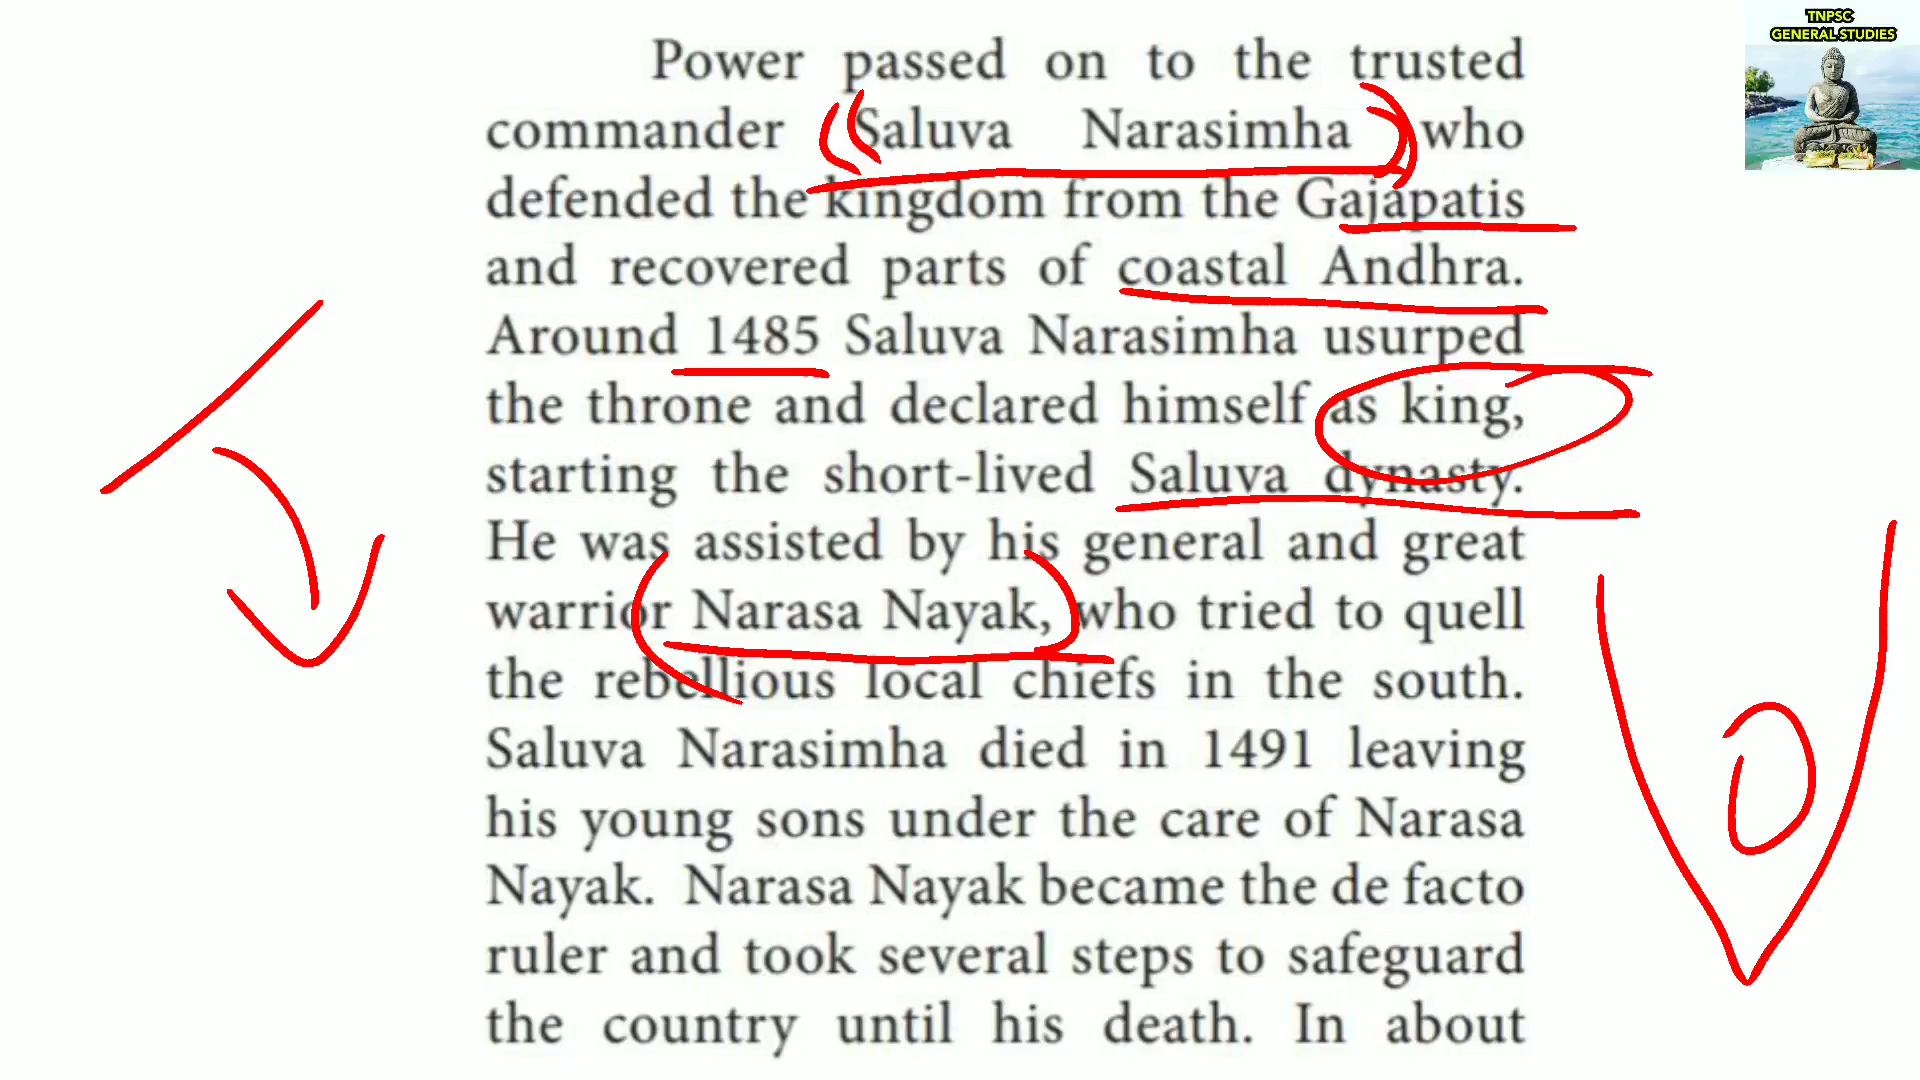 TNPSC
GENERAL STUDIES
Power passed on to the trusted
commander Saluva Narasimha who
defended the kingdom from the Gajapatis
and recovered parts of coastal Andhra.
Around 1485 Saluva Narasimha usurped
the throne and declared himself as king,
starting the short-lived Saluva dynasty.
He was assisted by his general and great
warrior Narasa Nayak, who tried to quell
the rebellious local chiefs in the south.
Saluva Narasimha died in 1491 leaving
his young sons under the care of Narasa
Nayak. Narasa Nayak became the de facto
ruler and took several steps to safeguard
the country until his death. In about